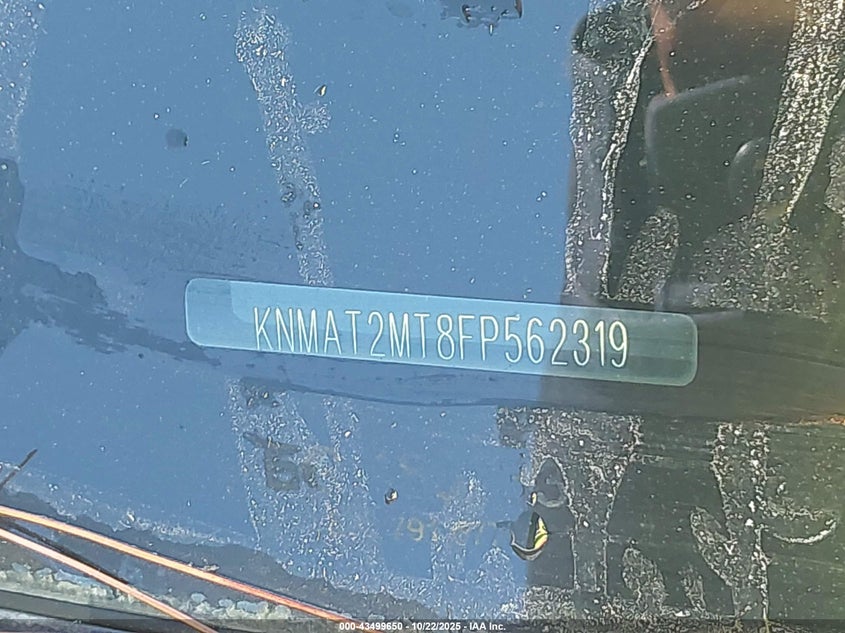 KNMAT2MT8FP562319
000-43499650 - 10/22/2025 - IAA Inc.